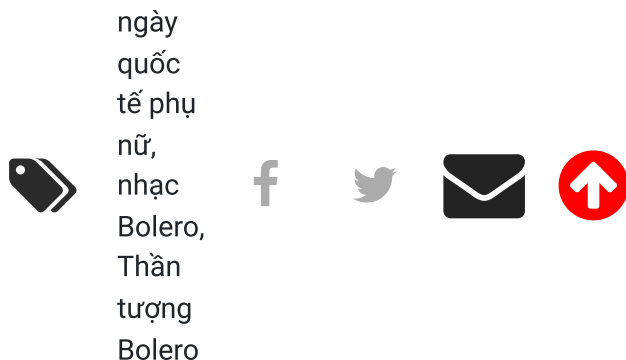 ngày
quốc
tế phụ
nữ,
nhạc
Bolero,
Thần
tượng
Bolero